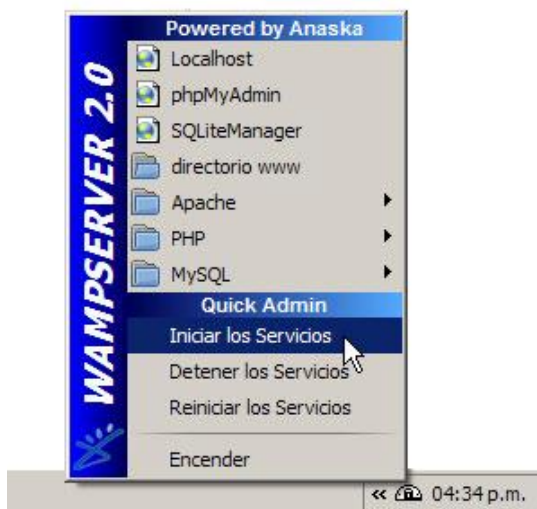 Powered by Anaska
WAMPSERVER 2.0
Localhost
phpMyAdmin
SQLiteManager
directorio www
Apache
PHP
MySQL
Quick Admin
Iniciar los Servicios
Detener los Servicios
Reiniciar los Servicios
Encender
« 04:34 p.m.